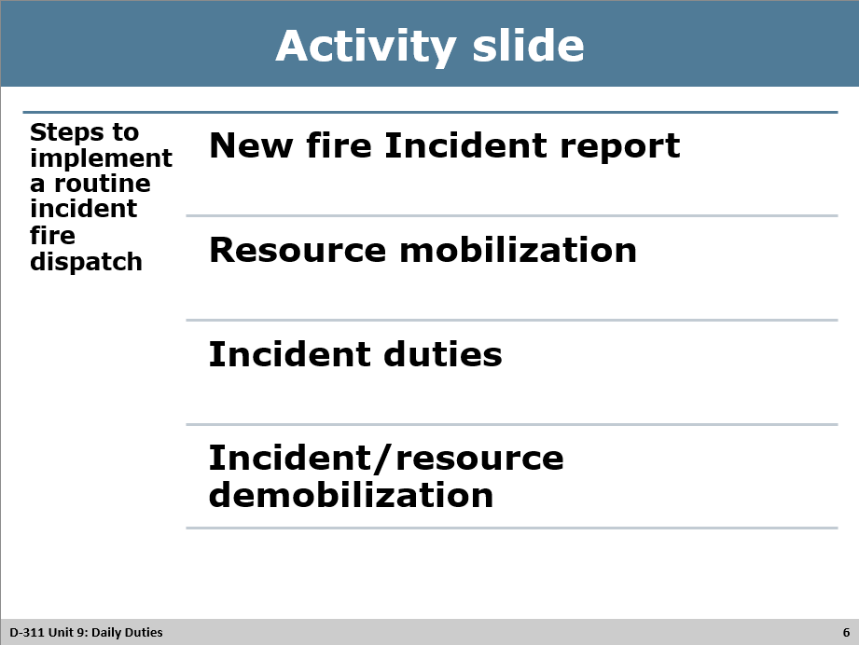 Activity slide
Steps to
implement
a routine
incident
fire
dispatch
New fire Incident report
Resource mobilization
Incident duties
Incident/resource
demobilization
D-311 Unit 9: Daily Duties
6